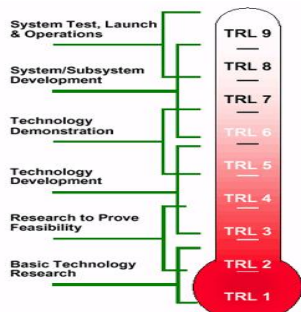 System Test, Launch
& Operations
System/Subsystem
Development
Technology
Demonstration
Technology
Development
Research to Prove
Feasibility
Basic Technology
Research
TRL 9
TRL 8
TRL 7
TRL 6
TRL 5
TRL 4
TRL 3
TRL 2
TRL 1